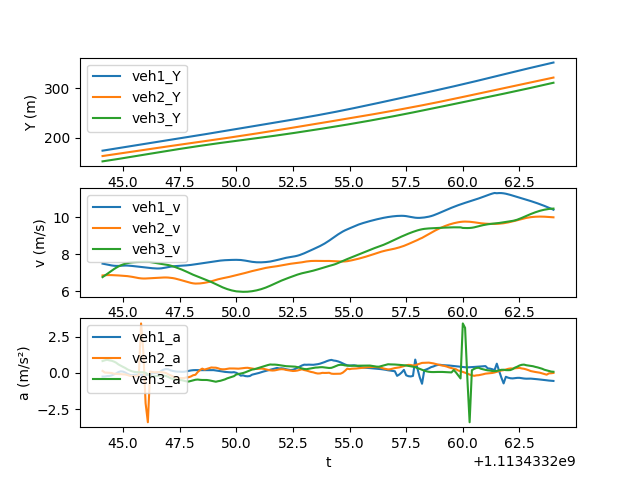 Y (m)
300
200
veh1_Y
veh2_Y
veh3_Y
45.0 47.5 50.0 52.5 55.0 57.5 60.0 62.5
v (m/s)
10
8
6
veh1_v
veh2_v
veh3_v
45.0 47.5 50.0 52.5 55.0 57.5 60.0 62.5
a (m/s²)
2.5
0.0
−2.5
veh1_a
veh2_a
veh3_a
45.0 47.5 50.0 52.5 55.0 57.5 60.0 62.5
t
+1.1134332e9